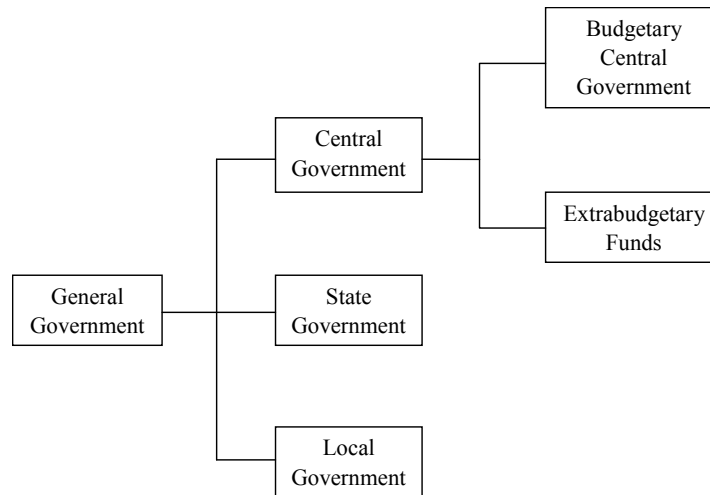 Budgetary
Central
Government
Central
Government
Extrabudgetary
Funds
General
Government
State
Government
Local
Government